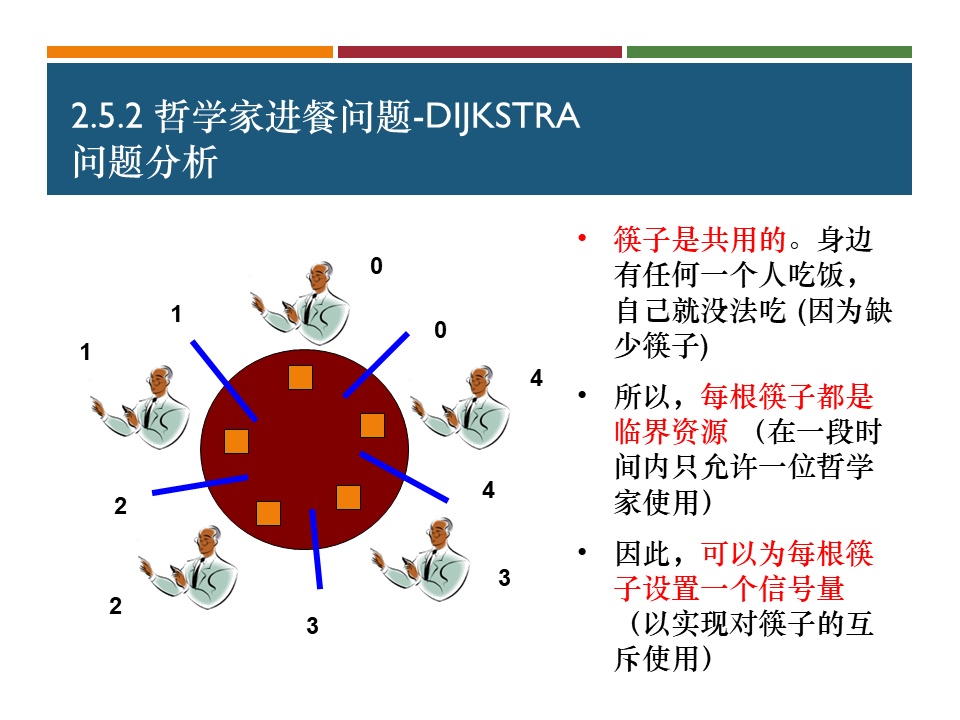 2.5.2 哲学家进餐问题-DIJKSTRA
问题分析
0
1
0
1
4
4
2
3
2
3
• 筷子是共用的。身边
有任何一个人吃饭，
自己就没法吃 (因为缺
少筷子)
• 所以，每根筷子都是
临界资源 （在一段时
间内只允许一位哲学
家使用）
• 因此，可以为每根筷
子设置一个信号量
（以实现对筷子的互
斥使用）